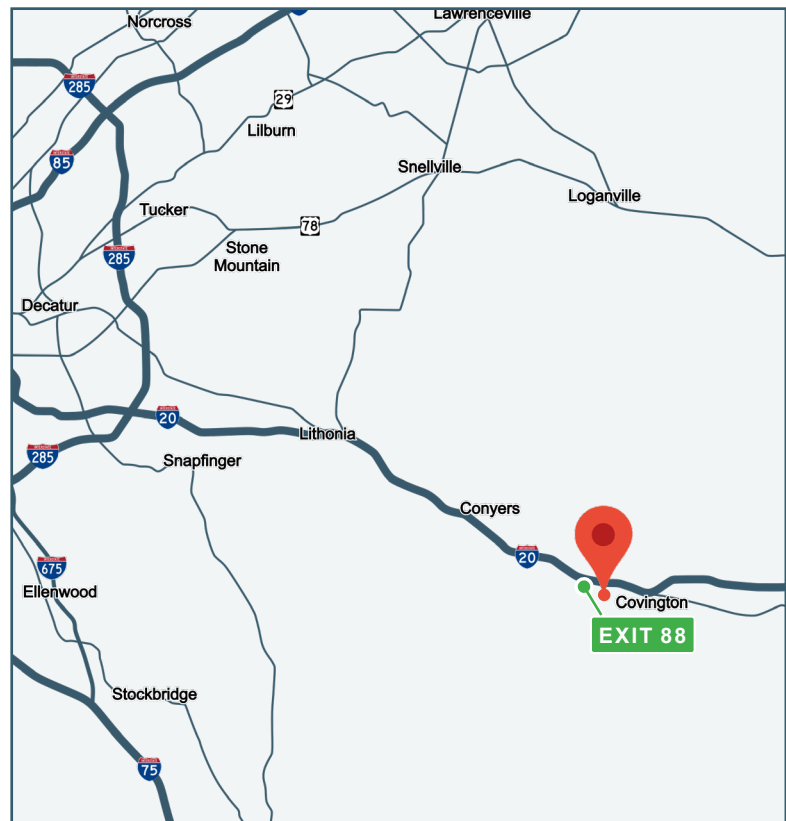 Norcross
Lawrenceville
285
29
Lilburn
85
Snellville
Loganville
Tucker
78
285
Stone
Mountain
Decatur
20
Lithonia
285
Snapfinger
Conyers
20
675
Ellenwood
Covington
EXIT 88
Stockbridge
75